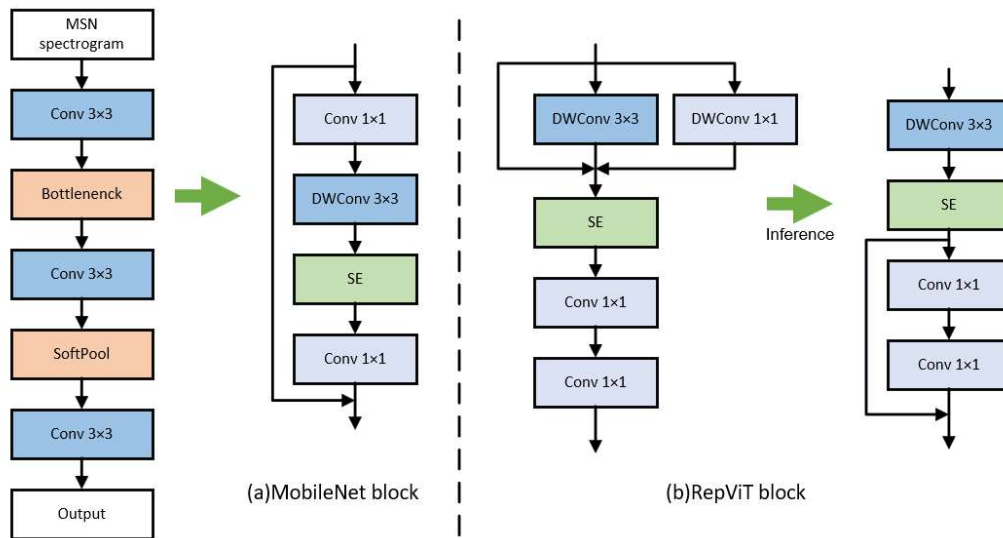 MSN
spectrogram
Conv 3×3
Bottlenenck
Conv 3×3
SoftPool
Conv 3×3
Output
Conv 1×1
DWConv 3×3
SE
Conv 1×1
(a)MobileNet block
DWConv 3×3
DWConv 1×1
SE
Conv 1×1
Conv 1×1
Inference
DWConv 3×3
SE
Conv 1×1
Conv 1×1
(b)RepViT block